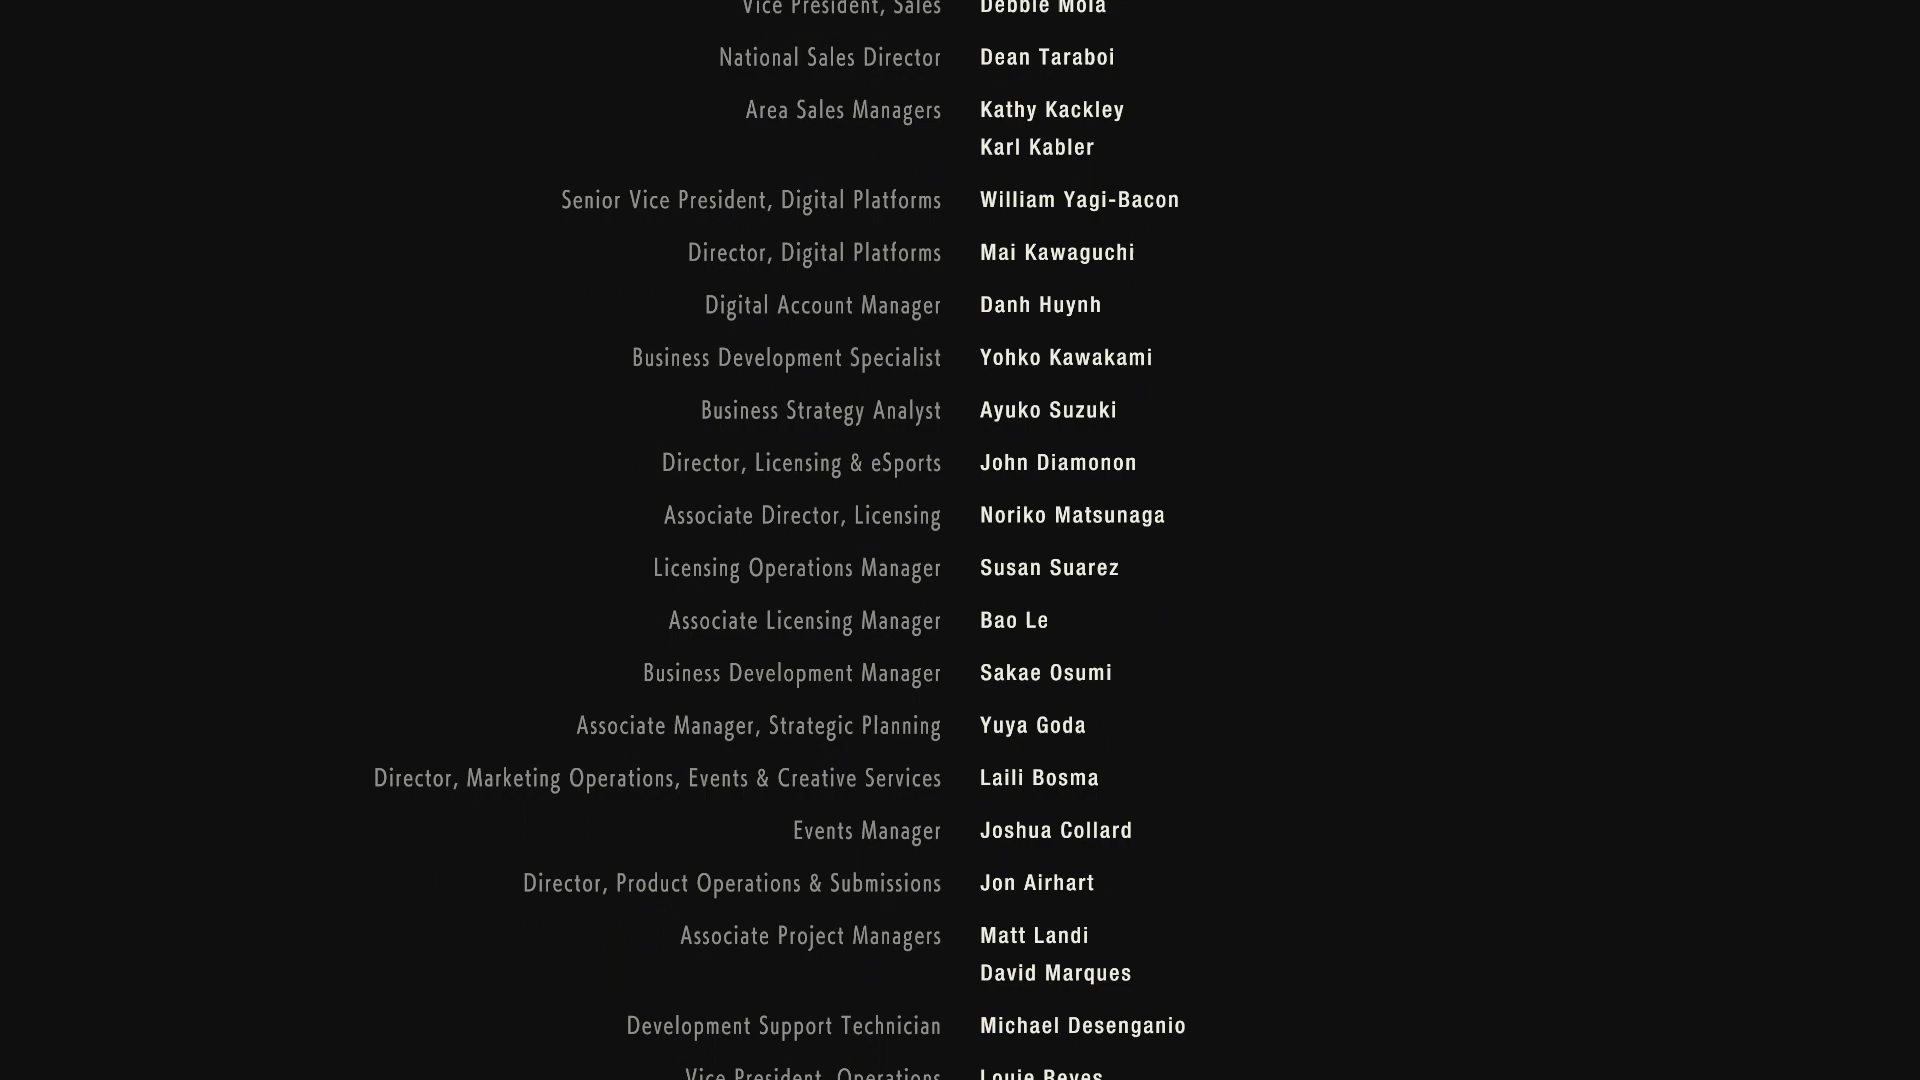 Vice President, Sales Debbie Mola
National Sales Director Dean Taraboi
Area Sales Managers Kathy Kackley
Karl Kabler
Senior Vice President, Digital Platforms William Yagi-Bacon
Director, Digital Platforms Mai Kawaguchi
Digital Account Manager Danh Huynh
Business Development Specialist Yohko Kawakami
Business Strategy Analyst Ayuko Suzuki
Director, Licensing & eSports John Diamonon
Associate Director, Licensing Noriko Matsunaga
Licensing Operations Manager Susan Suarez
Associate Licensing Manager Bao Le
Business Development Manager Sakae Osumi
Associate Manager, Strategic Planning Yuya Goda
Director, Marketing Operations, Events & Creative Services Laili Bosma
Events Manager Joshua Collard
Director, Product Operations & Submissions Jon Airhart
Associate Project Managers Matt Landi
David Marques
Development Support Technician Michael Desenganio
Vice President, Operations Louie Reyes